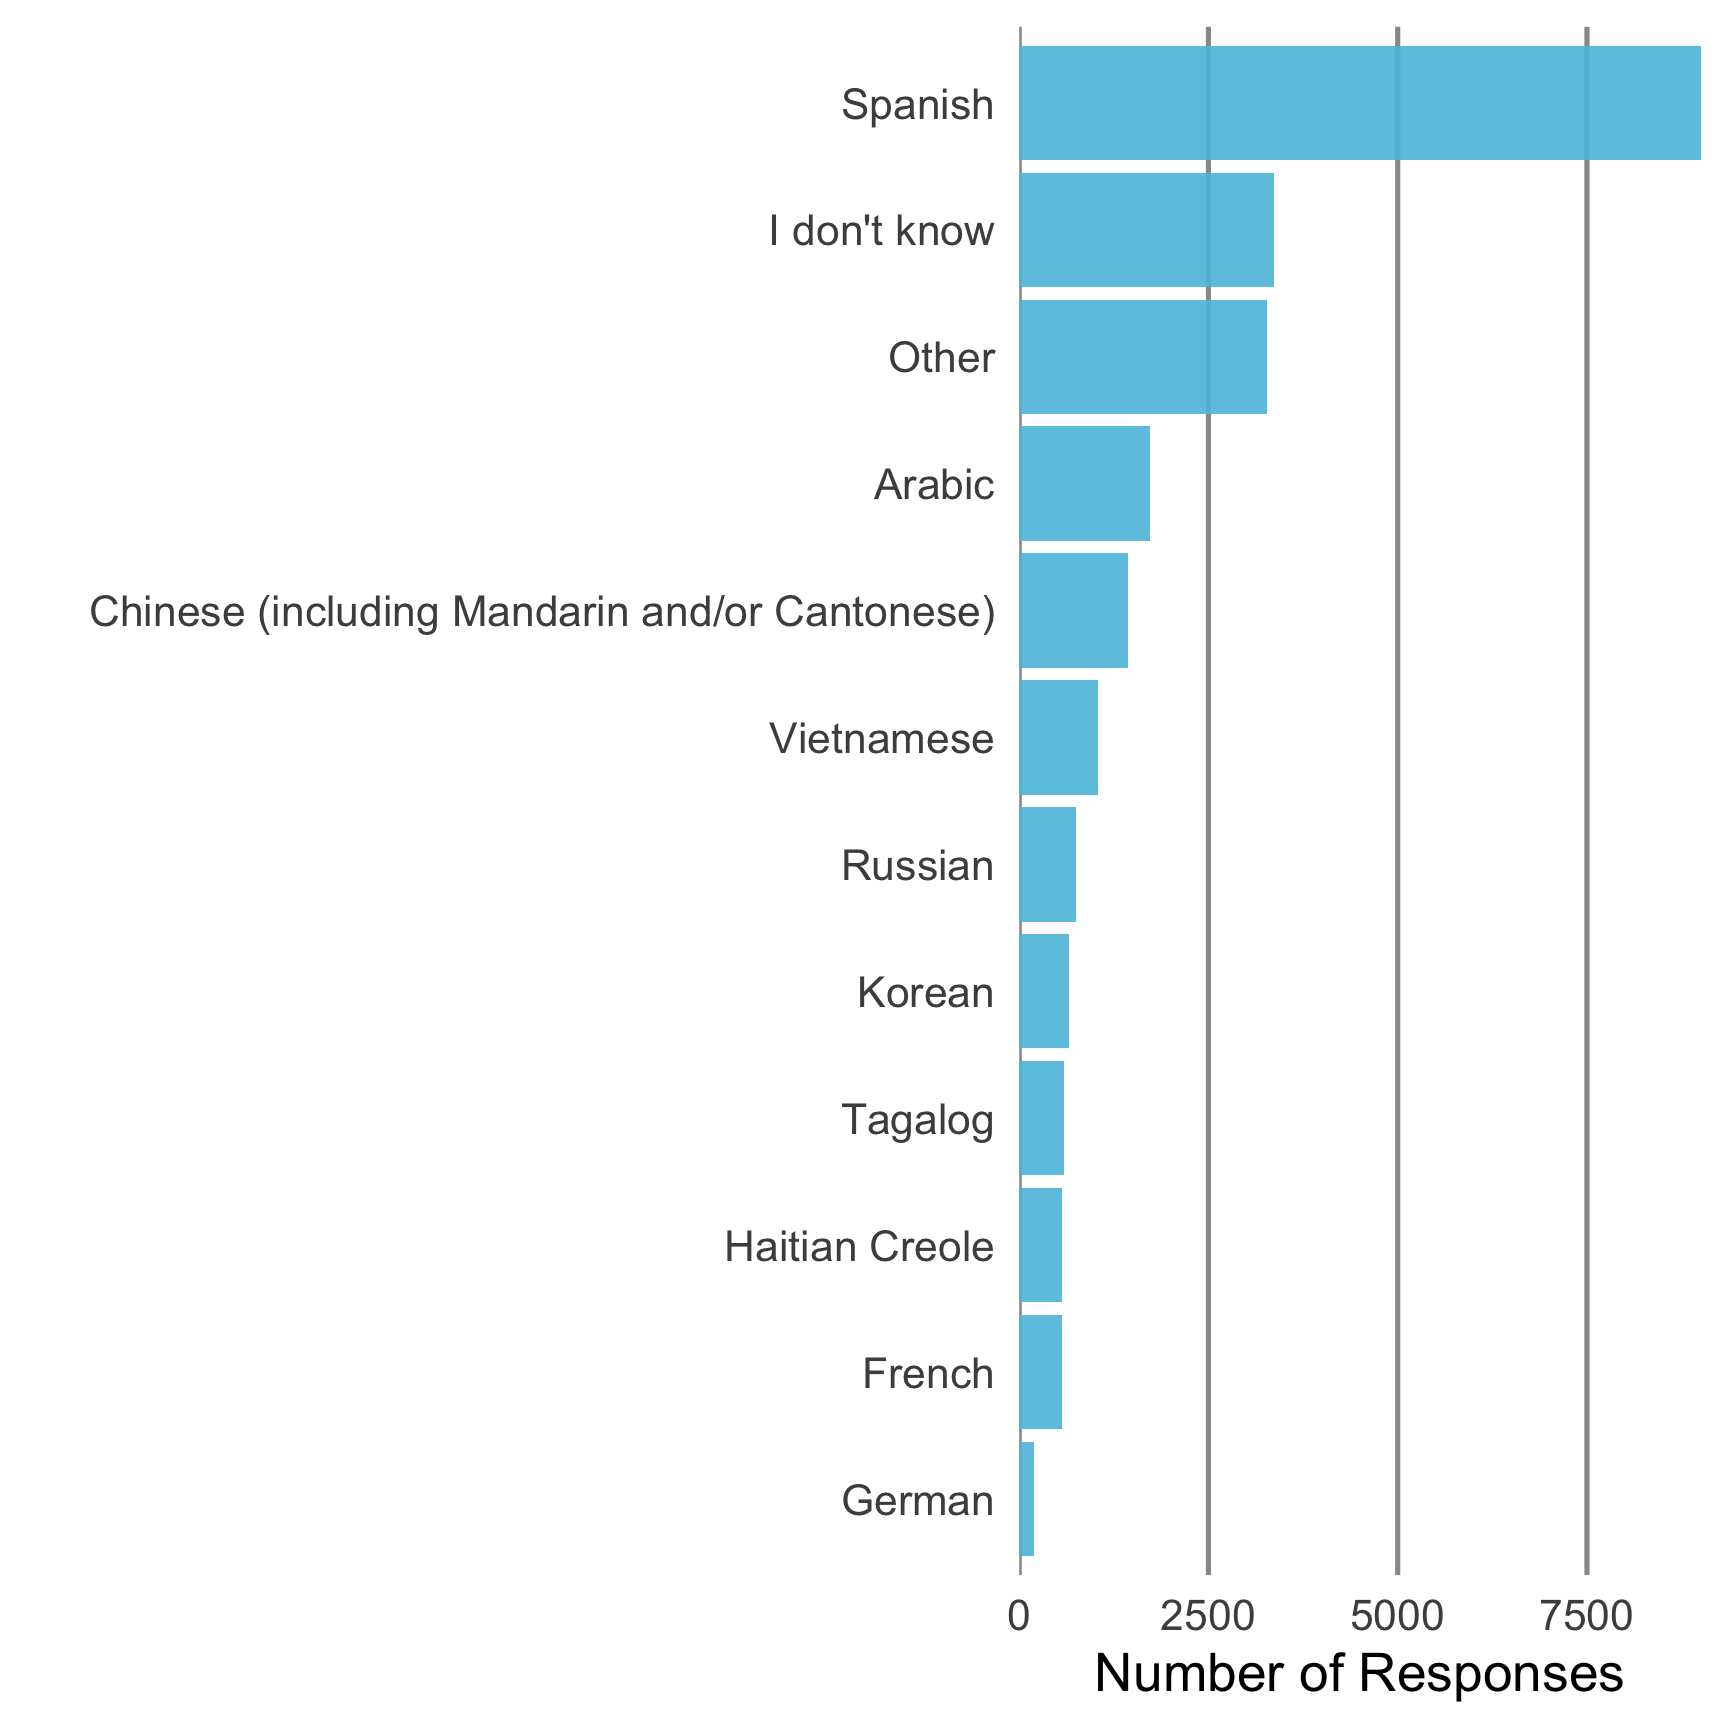 Spanish
I don't know
Other
Arabic
Chinese (including Mandarin and/or Cantonese)
Vietnamese
Russian
Korean
Tagalog
Haitian Creole
French
German
0 2500 5000 7500
Number of Responses